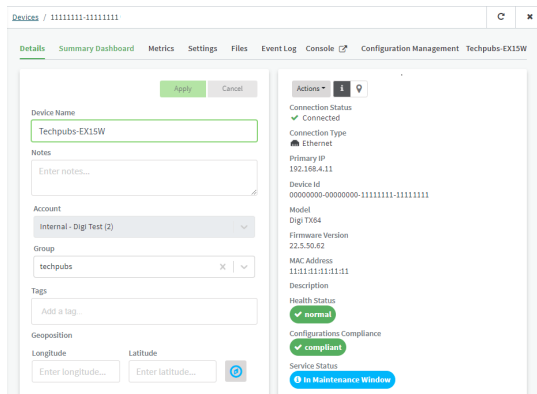 Devices / 11111111-11111111
Details Summary Dashboard Metrics Settings Files Event Log Console Configuration Management Techpubs-EX15W
Apply Cancel
Device Name
Techpubs-EX15W
Notes
Enter notes...
Account
Internal - Digi Test (2)
Group
techpubs
Tags
Add a tag..
Geoposition
Longitude Latitude
Enter longitude... Enter latitude...
Actions
Connection Status
Connected
Connection Type
Ethernet
Primary IP
192.168.4.11
Device Id
00000000-00000000-11111111-11111111
Model
Digi TX64
Firmware Version
22.5.50.62
MAC Address
11:11:11:11:11:11
Description
Health Status
normal
Configurations Compliance
compliant
Service Status
In Maintenance Window